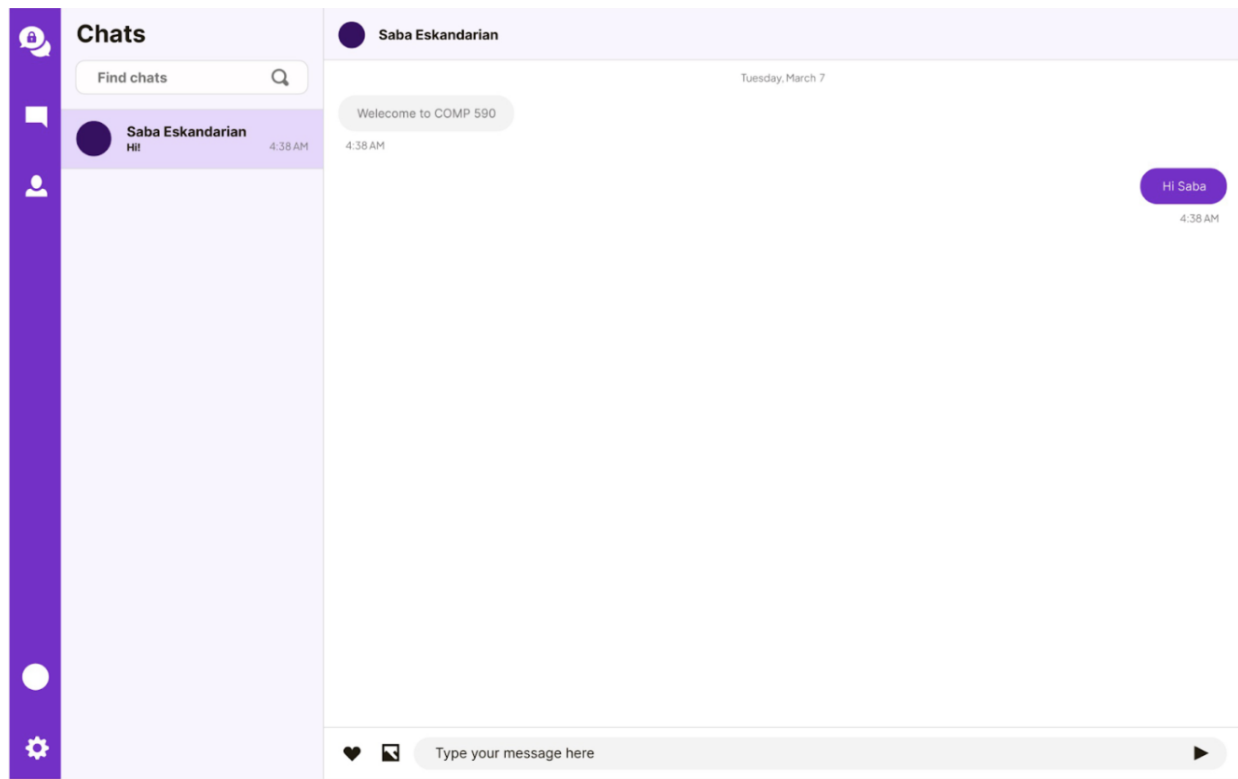 Chats
Find chats
Saba Eskandarian
Hi!
4:38 AM
Saba Eskandarian
Tuesday, March 7
Welecome to COMP 590
4:38 AM
Hi Saba
4:38 AM
Type your message here